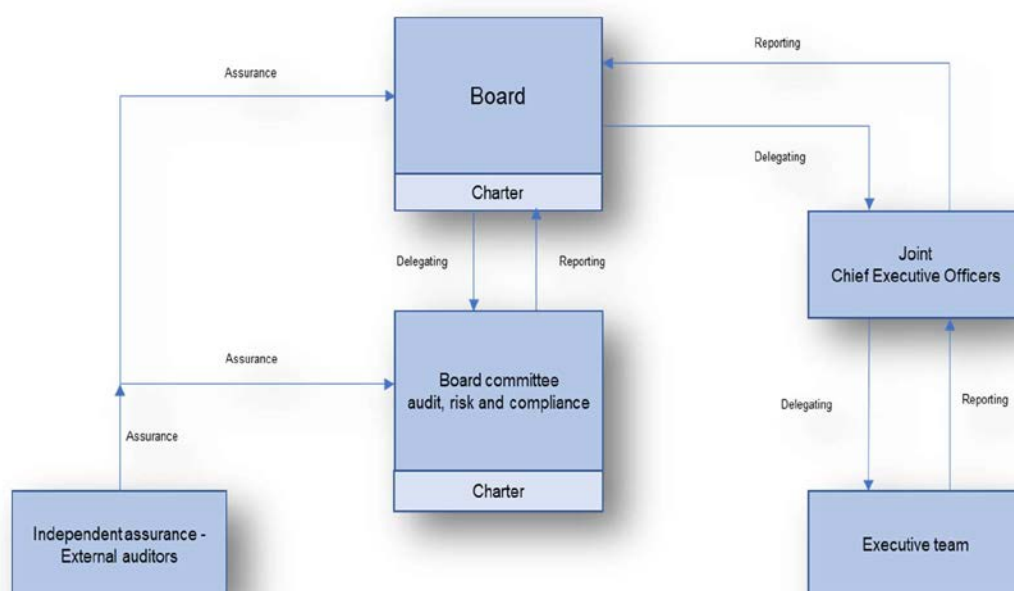 Reporting
Assurance
Board
Delegating
Charter
Joint
Chief Executive Officers
Delegating
Reporting
Assurance
Board committee
audit, risk and compliance
Delegating
Reporting
Assurance
Charter
Independent assurance -
External auditors
Executive team